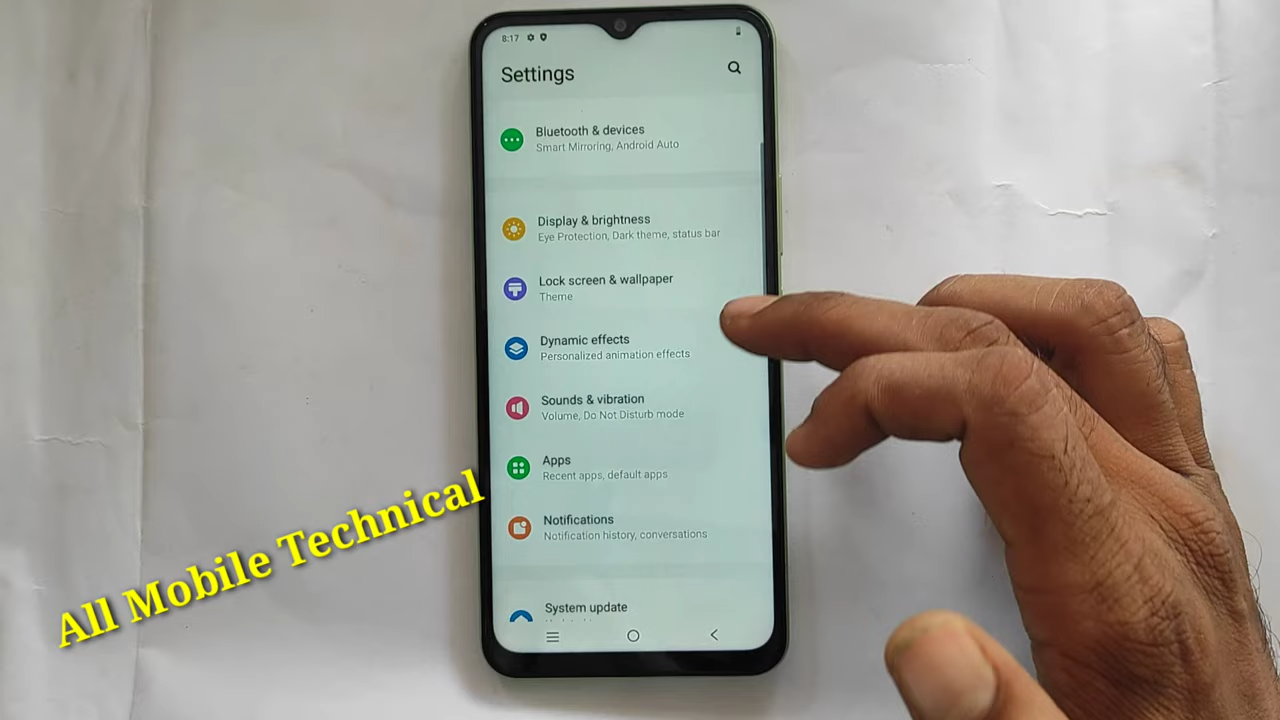 8:17
Settings
Bluetooth & devices
Smart Mirroring, Android Auto
Display & brightness
Eye Protection, Dark theme, status bar
Lock screen & wallpaper
Theme
Dynamic effects
Personalized animation effects
Sounds & vibration
Volume, Do Not Disturb mode
Apps
Recent apps, default apps
Notifications
Notification history, conversations
System update
All Mobile Technical